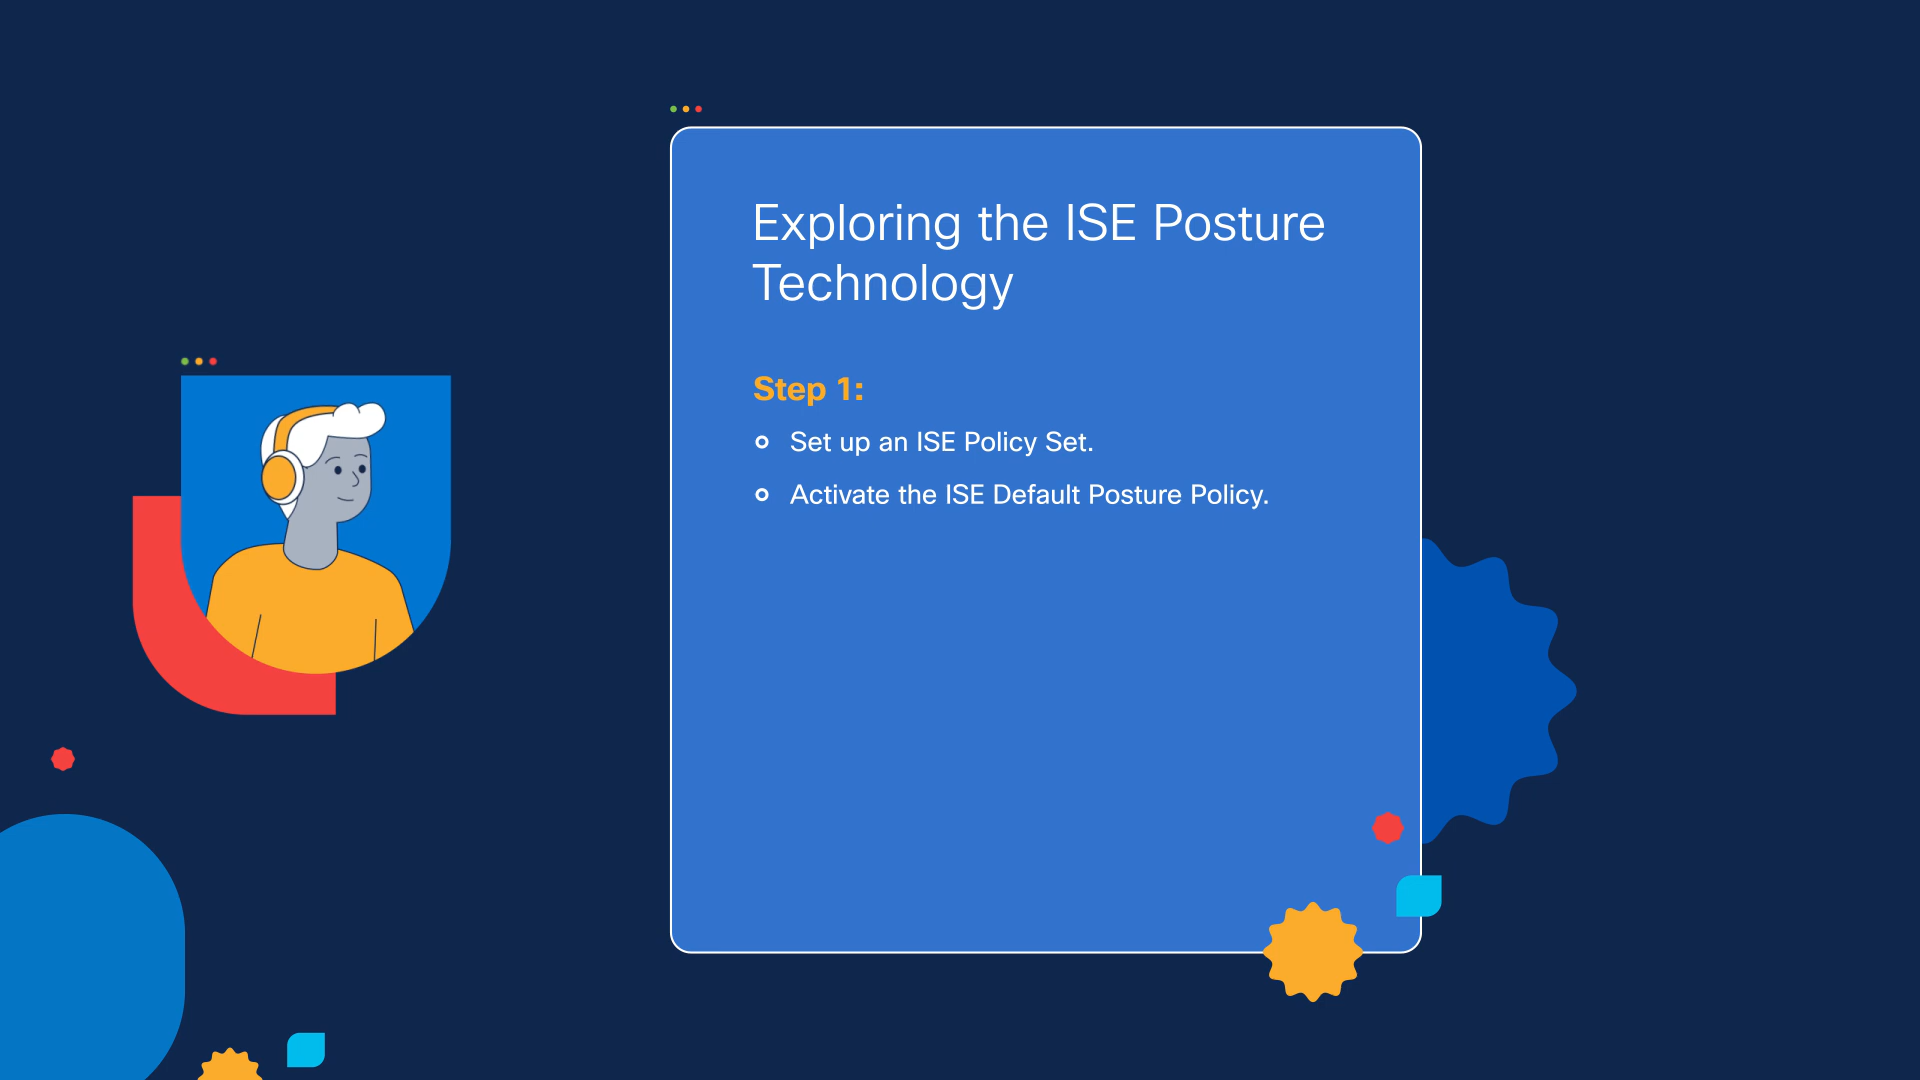 Exploring the ISE Posture
Technology
Step 1:
Set up an ISE Policy Set.
Activate the ISE Default Posture Policy.